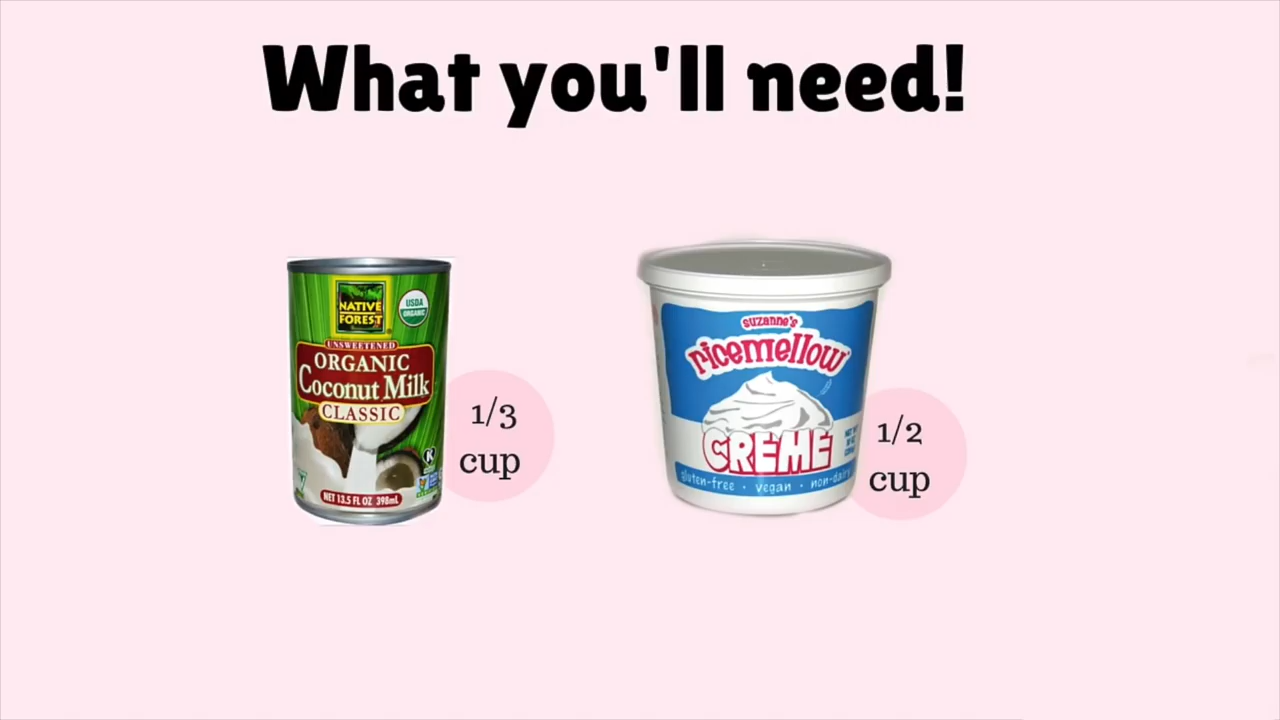 What you'll need!
NATIVE
FOREST
USDA
ORGANIC
UNSWEETENED
ORGANIC
Coconut Milk
CLASSIC
NET 13.5 FL OZ 398mL
1/3
cup
suzanne's
ricemellow
CREME
gluten-free • vegan • non-dairy
1/2
cup